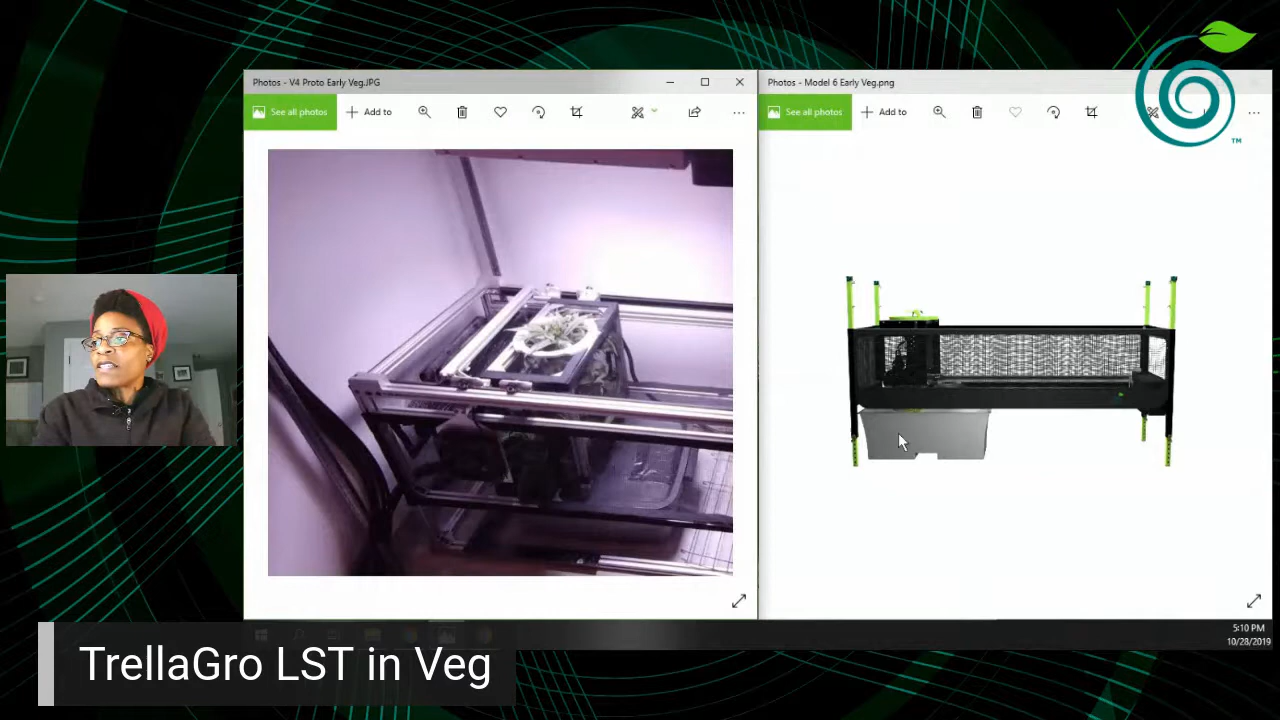 Photos - V4 Proto Early Veg.JPG
Photos - Model 6 Early Veg.png
See all photos
Add to
See all photos
Add to
TM
5:10 PM
10/28/2019
TrellaGro LST in Veg